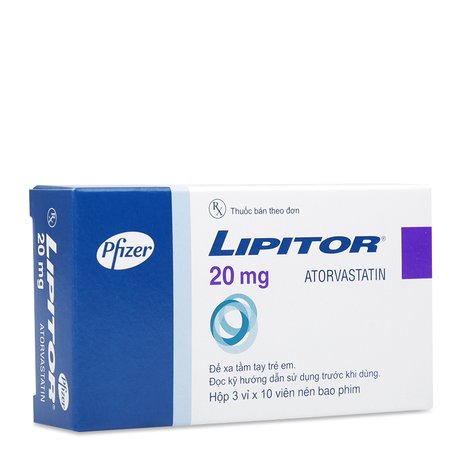 Rx Thuốc bán theo đơn
Pfizer
LIPITOR®
20 mg
ATORVASTATIN
Để xa tầm tay trẻ em.
Đọc kỹ hướng dẫn sử dụng trước khi dùng.
Hộp 3 vỉ x 10 viên nén bao phim
LIPITOR®
20 mg
ATORVASTATIN